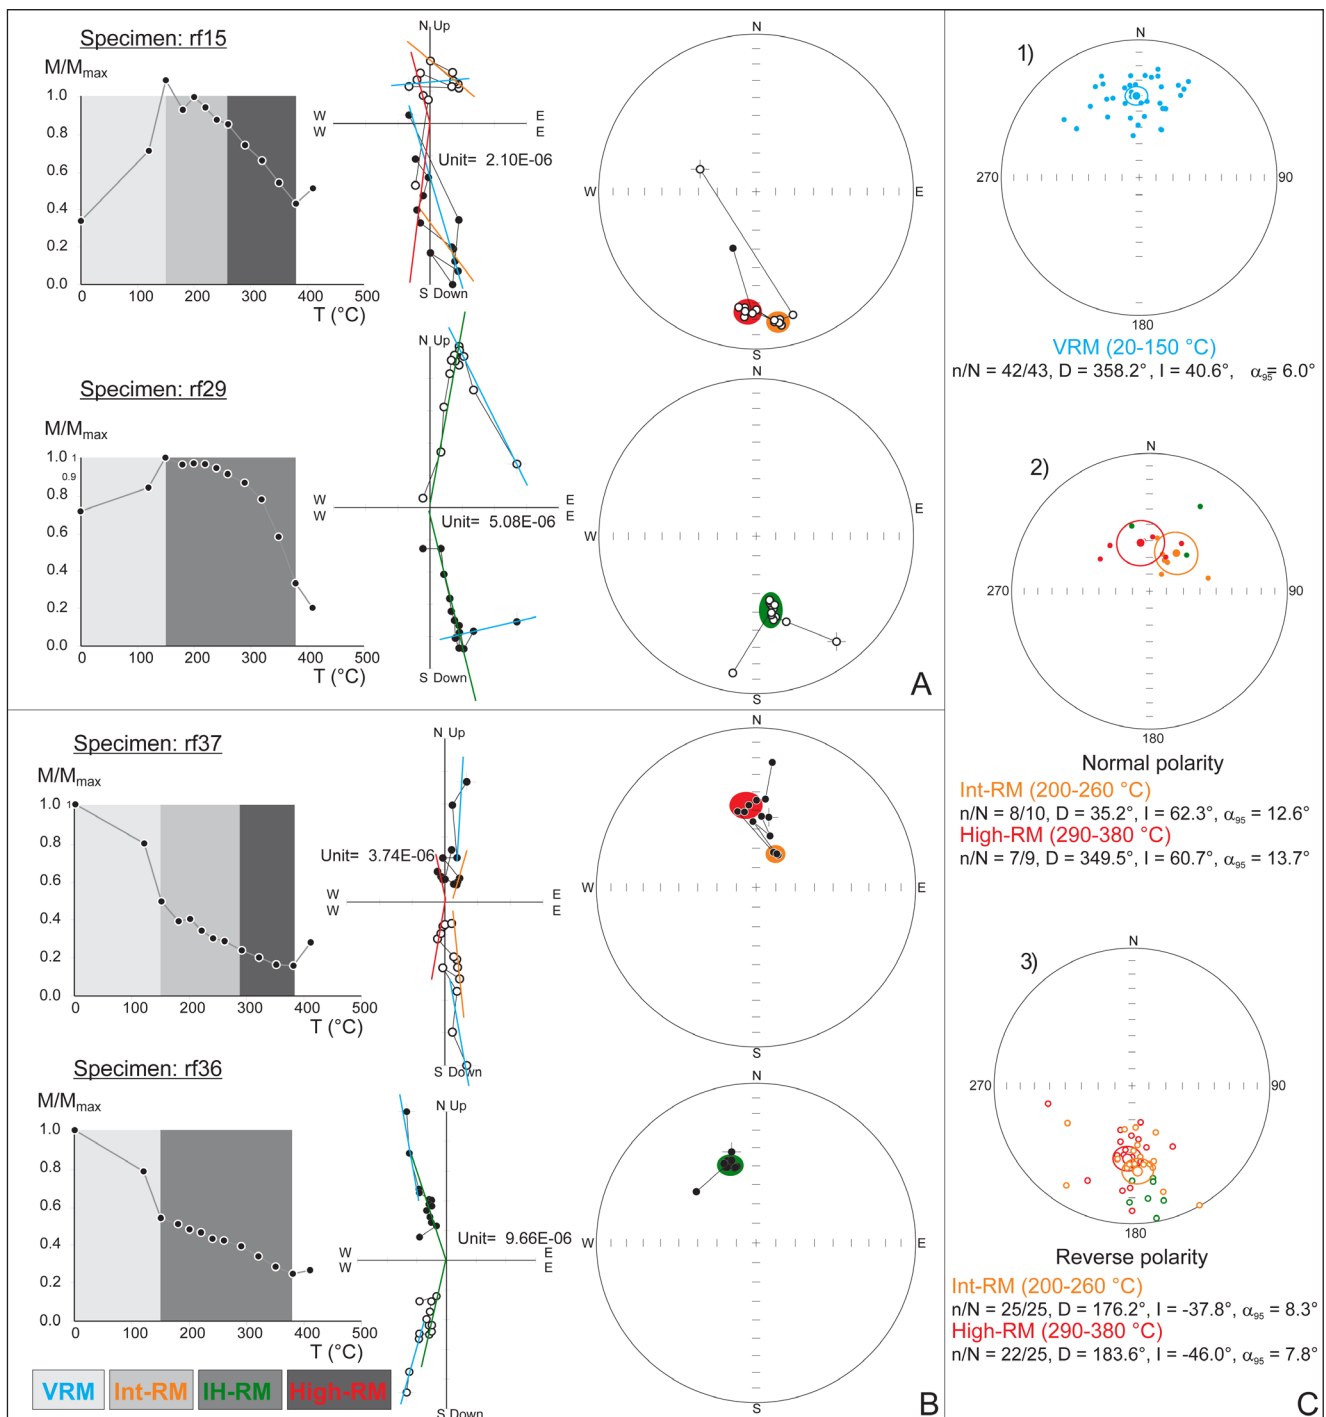 Specimen: rf15
M/Mmax
1.0
0.8
0.6
0.4
0.2
0.0
0 100 200 300 400 500
T (°C)
N Up
W E
W E
Unit= 2.10E-06
S Down
N
W E
S
Specimen: rf29
M/Mmax
1.0 1
0.9
0.8
0.6
0.4
0.2
0.0
0 100 200 300 400 500
T (°C)
N Up
W E
W E
Unit= 5.08E-06
S Down
N
W E
S
A
Specimen: rf37
M/Mmax
1.0 1
0.8
0.6
0.4
0.2
0.0
0 100 200 300 400 500
T (°C)
N Up
Unit= 3.74E-06
W E
W E
S Down
N
W E
S
Specimen: rf36
M/Mmax
1.0
0.8
0.6
0.4
0.2
0.0
0 100 200 300 400 500
T (°C)
N Up
Unit= 9.66E-06
W E
W E
S Down
N
W E
S
VRM Int-RM IH-RM High-RM
B
1)
N
270 90
180
VRM (20-150 °C)
n/N = 42/43, D = 358.2°, I = 40.6°, α95= 6.0°
2)
N
270 90
180
Normal polarity
Int-RM (200-260 °C)
n/N = 8/10, D = 35.2°, I = 62.3°, α95 = 12.6°
High-RM (290-380 °C)
n/N = 7/9, D = 349.5°, I = 60.7°, α95 = 13.7°
3)
N
270 90
180
Reverse polarity
Int-RM (200-260 °C)
n/N = 25/25, D = 176.2°, I = -37.8°, α95 = 8.3°
High-RM (290-380 °C)
n/N = 22/25, D = 183.6°, I = -46.0°, α95 = 7.8°
C